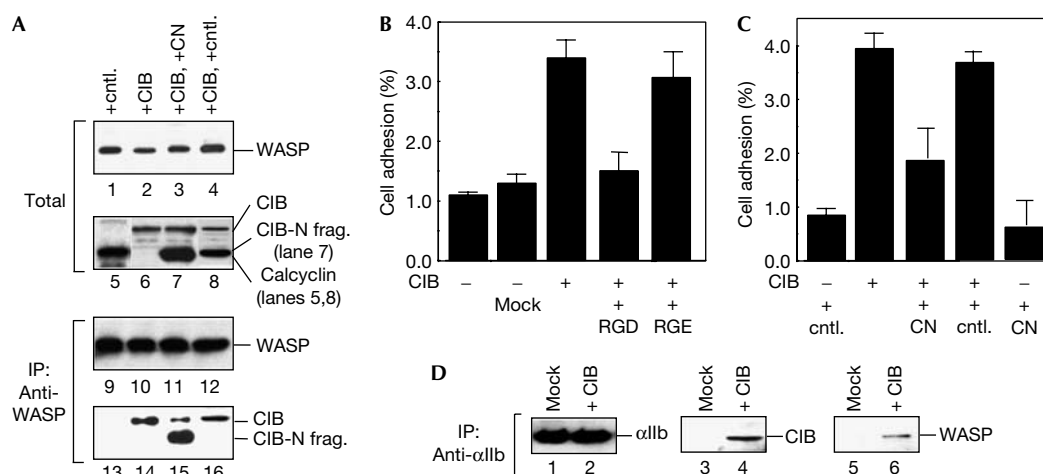 A
+cntl.
+CIB
+CIB, +CN
+CIB, +cntl.
Total
WASP
1 2 3 4
CIB
CIB-N frag.
(lane 7)
Calcyclin
(lanes 5,8)
5 6 7 8
IP:
Anti-
WASP
WASP
9 10 11 12
CIB
CIB-N frag.
13 14 15 16
B
Cell adhesion (%)
4.0
3.0
2.0
1.0
0.0
CIB – – + + +
Mock + +
RGD RGE
C
Cell adhesion (%)
4.0
3.0
2.0
1.0
0.0
CIB – + + + –
+ + + +
cntl. CN cntl. CN
D
IP:
Anti-αIIb
Mock
+ CIB
αIIb
1 2
Mock
+ CIB
CIB
3 4
Mock
+ CIB
WASP
5 6